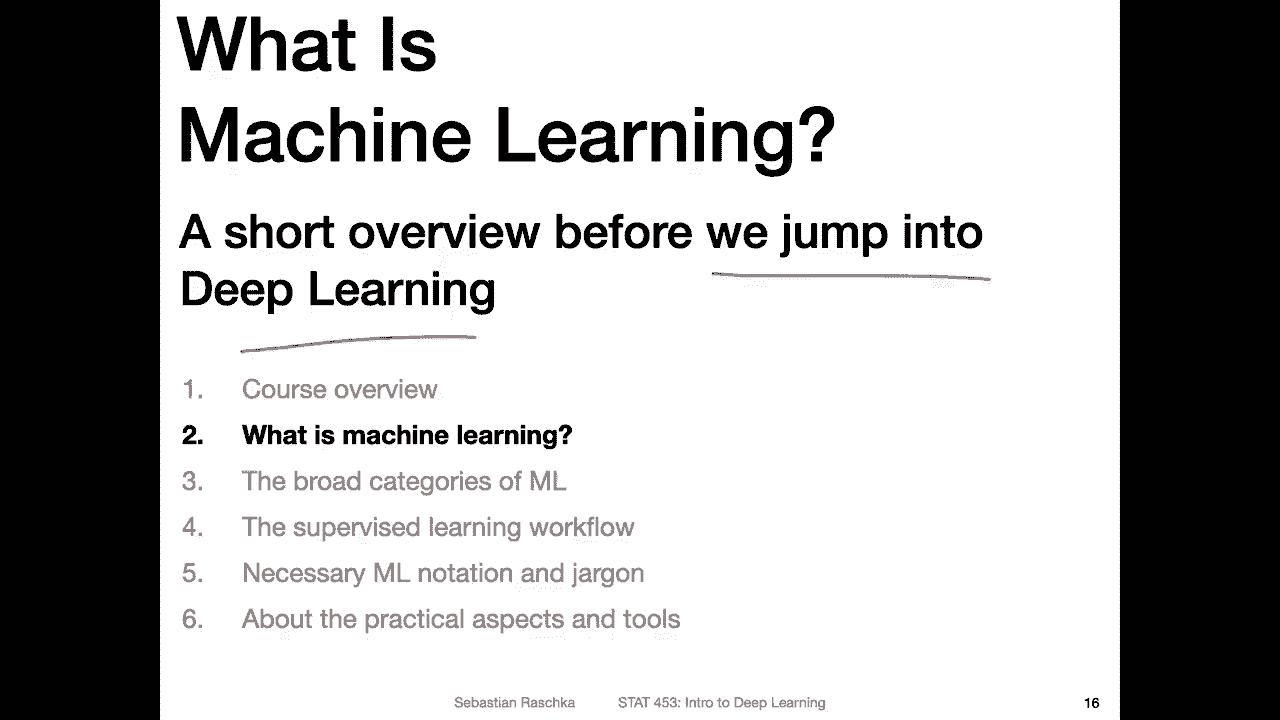 What Is
Machine Learning?
A short overview before we jump into
Deep Learning
1. Course overview
2. What is machine learning?
3. The broad categories of ML
4. The supervised learning workflow
5. Necessary ML notation and jargon
6. About the practical aspects and tools
Sebastian Raschka STAT 453: Intro to Deep Learning 16